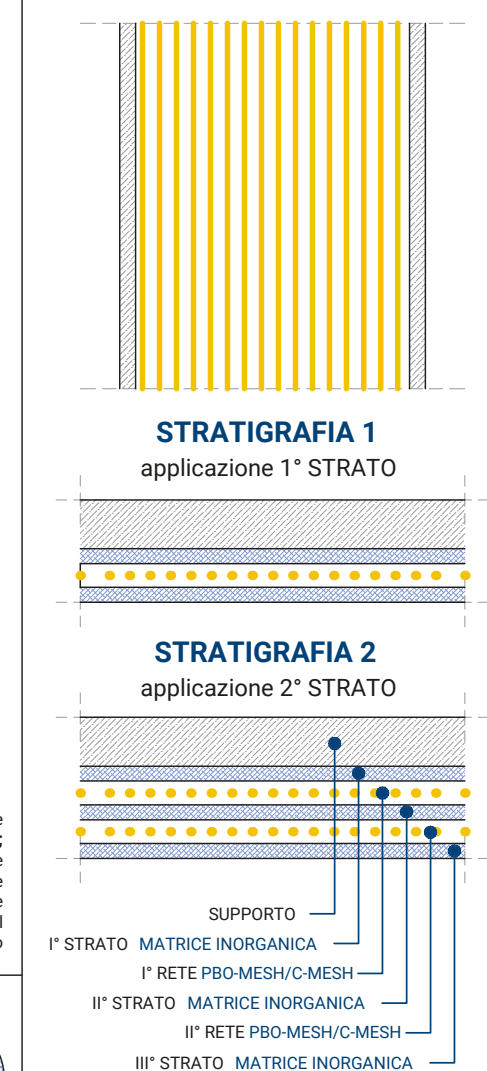 STRATIGRAFIA 1
applicazione 1° STRATO
STRATIGRAFIA 2
applicazione 2° STRATO
SUPPORTO
I° STRATO MATRICE INORGANICA
I° RETE PBO-MESH/C-MESH
II° STRATO MATRICE INORGANICA
II° RETE PBO-MESH/C-MESH
III° STRATO MATRICE INORGANICA